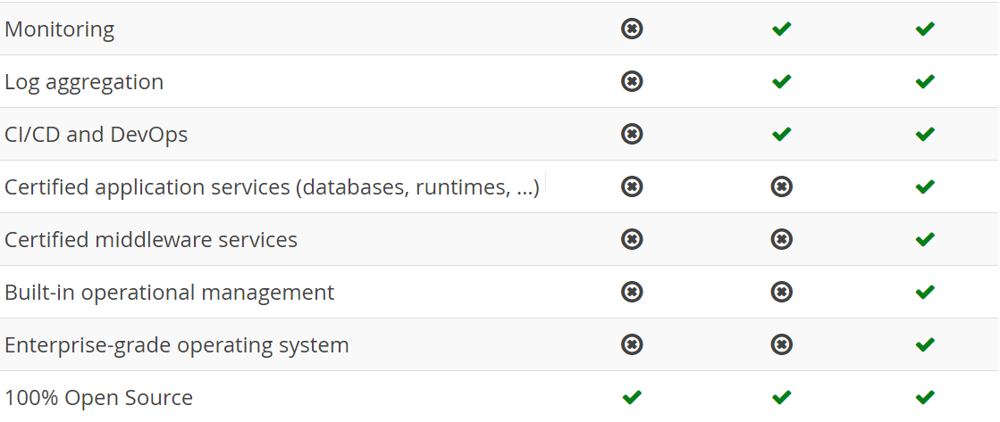 Monitoring
Log aggregation
CI/CD and DevOps
Certified application services (databases, runtimes, ...)
Certified middleware services
Built-in operational management
Enterprise-grade operating system
100% Open Source